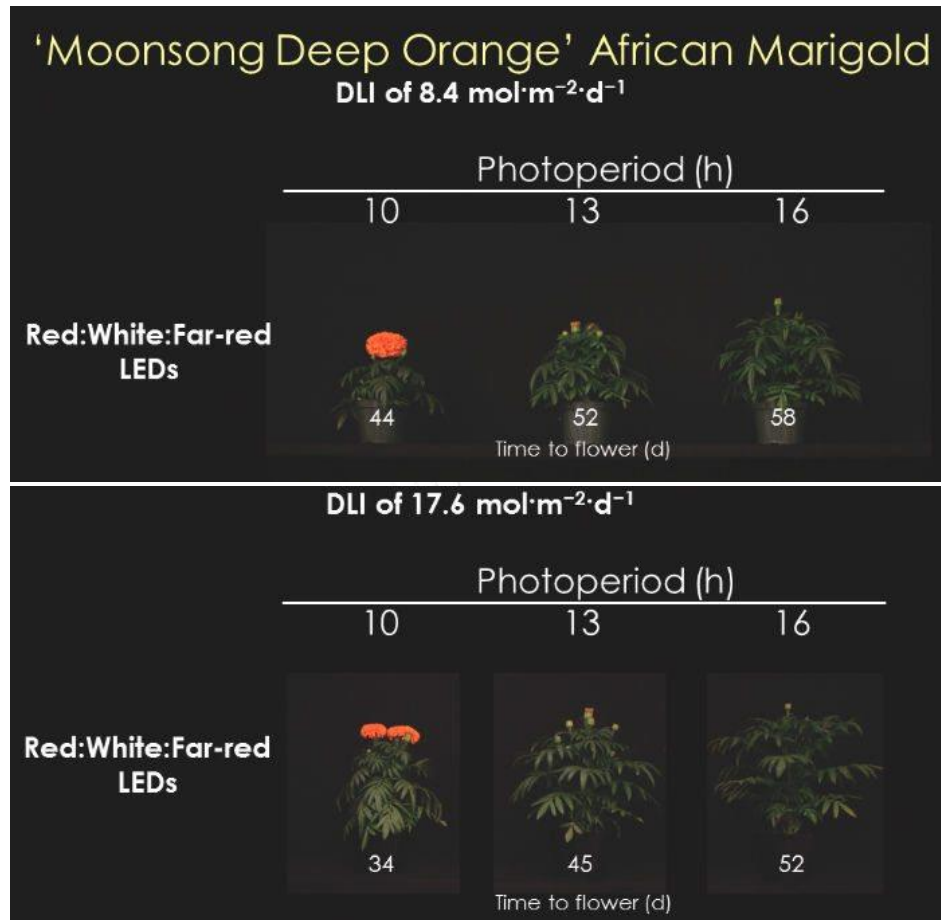 ‘Moonsong Deep Orange’ African Marigold
DLI of 8.4 mol·m⁻²·d⁻¹
Photoperiod (h)
10 13 16
Red:White:Far-red
LEDs
44 52 58
Time to flower (d)
DLI of 17.6 mol·m⁻²·d⁻¹
Photoperiod (h)
10 13 16
Red:White:Far-red
LEDs
34 45 52
Time to flower (d)